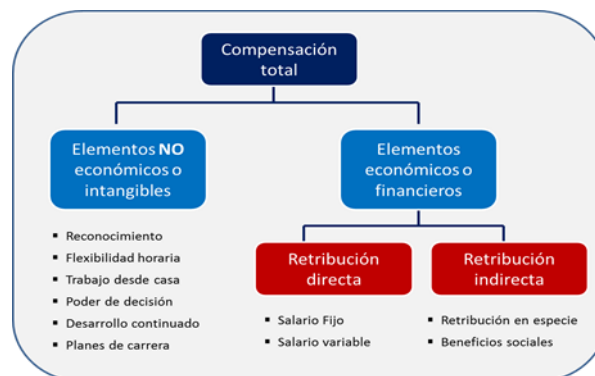 Compensación
total
Elementos NO
económicos o
intangibles
Elementos
económicos o
financieros
▪ Reconocimiento
▪ Flexibilidad horaria
▪ Trabajo desde casa
▪ Poder de decisión
▪ Desarrollo continuado
▪ Planes de carrera
Retribución
directa
Retribución
indirecta
▪ Salario Fijo
▪ Salario variable
▪ Retribución en especie
▪ Beneficios sociales